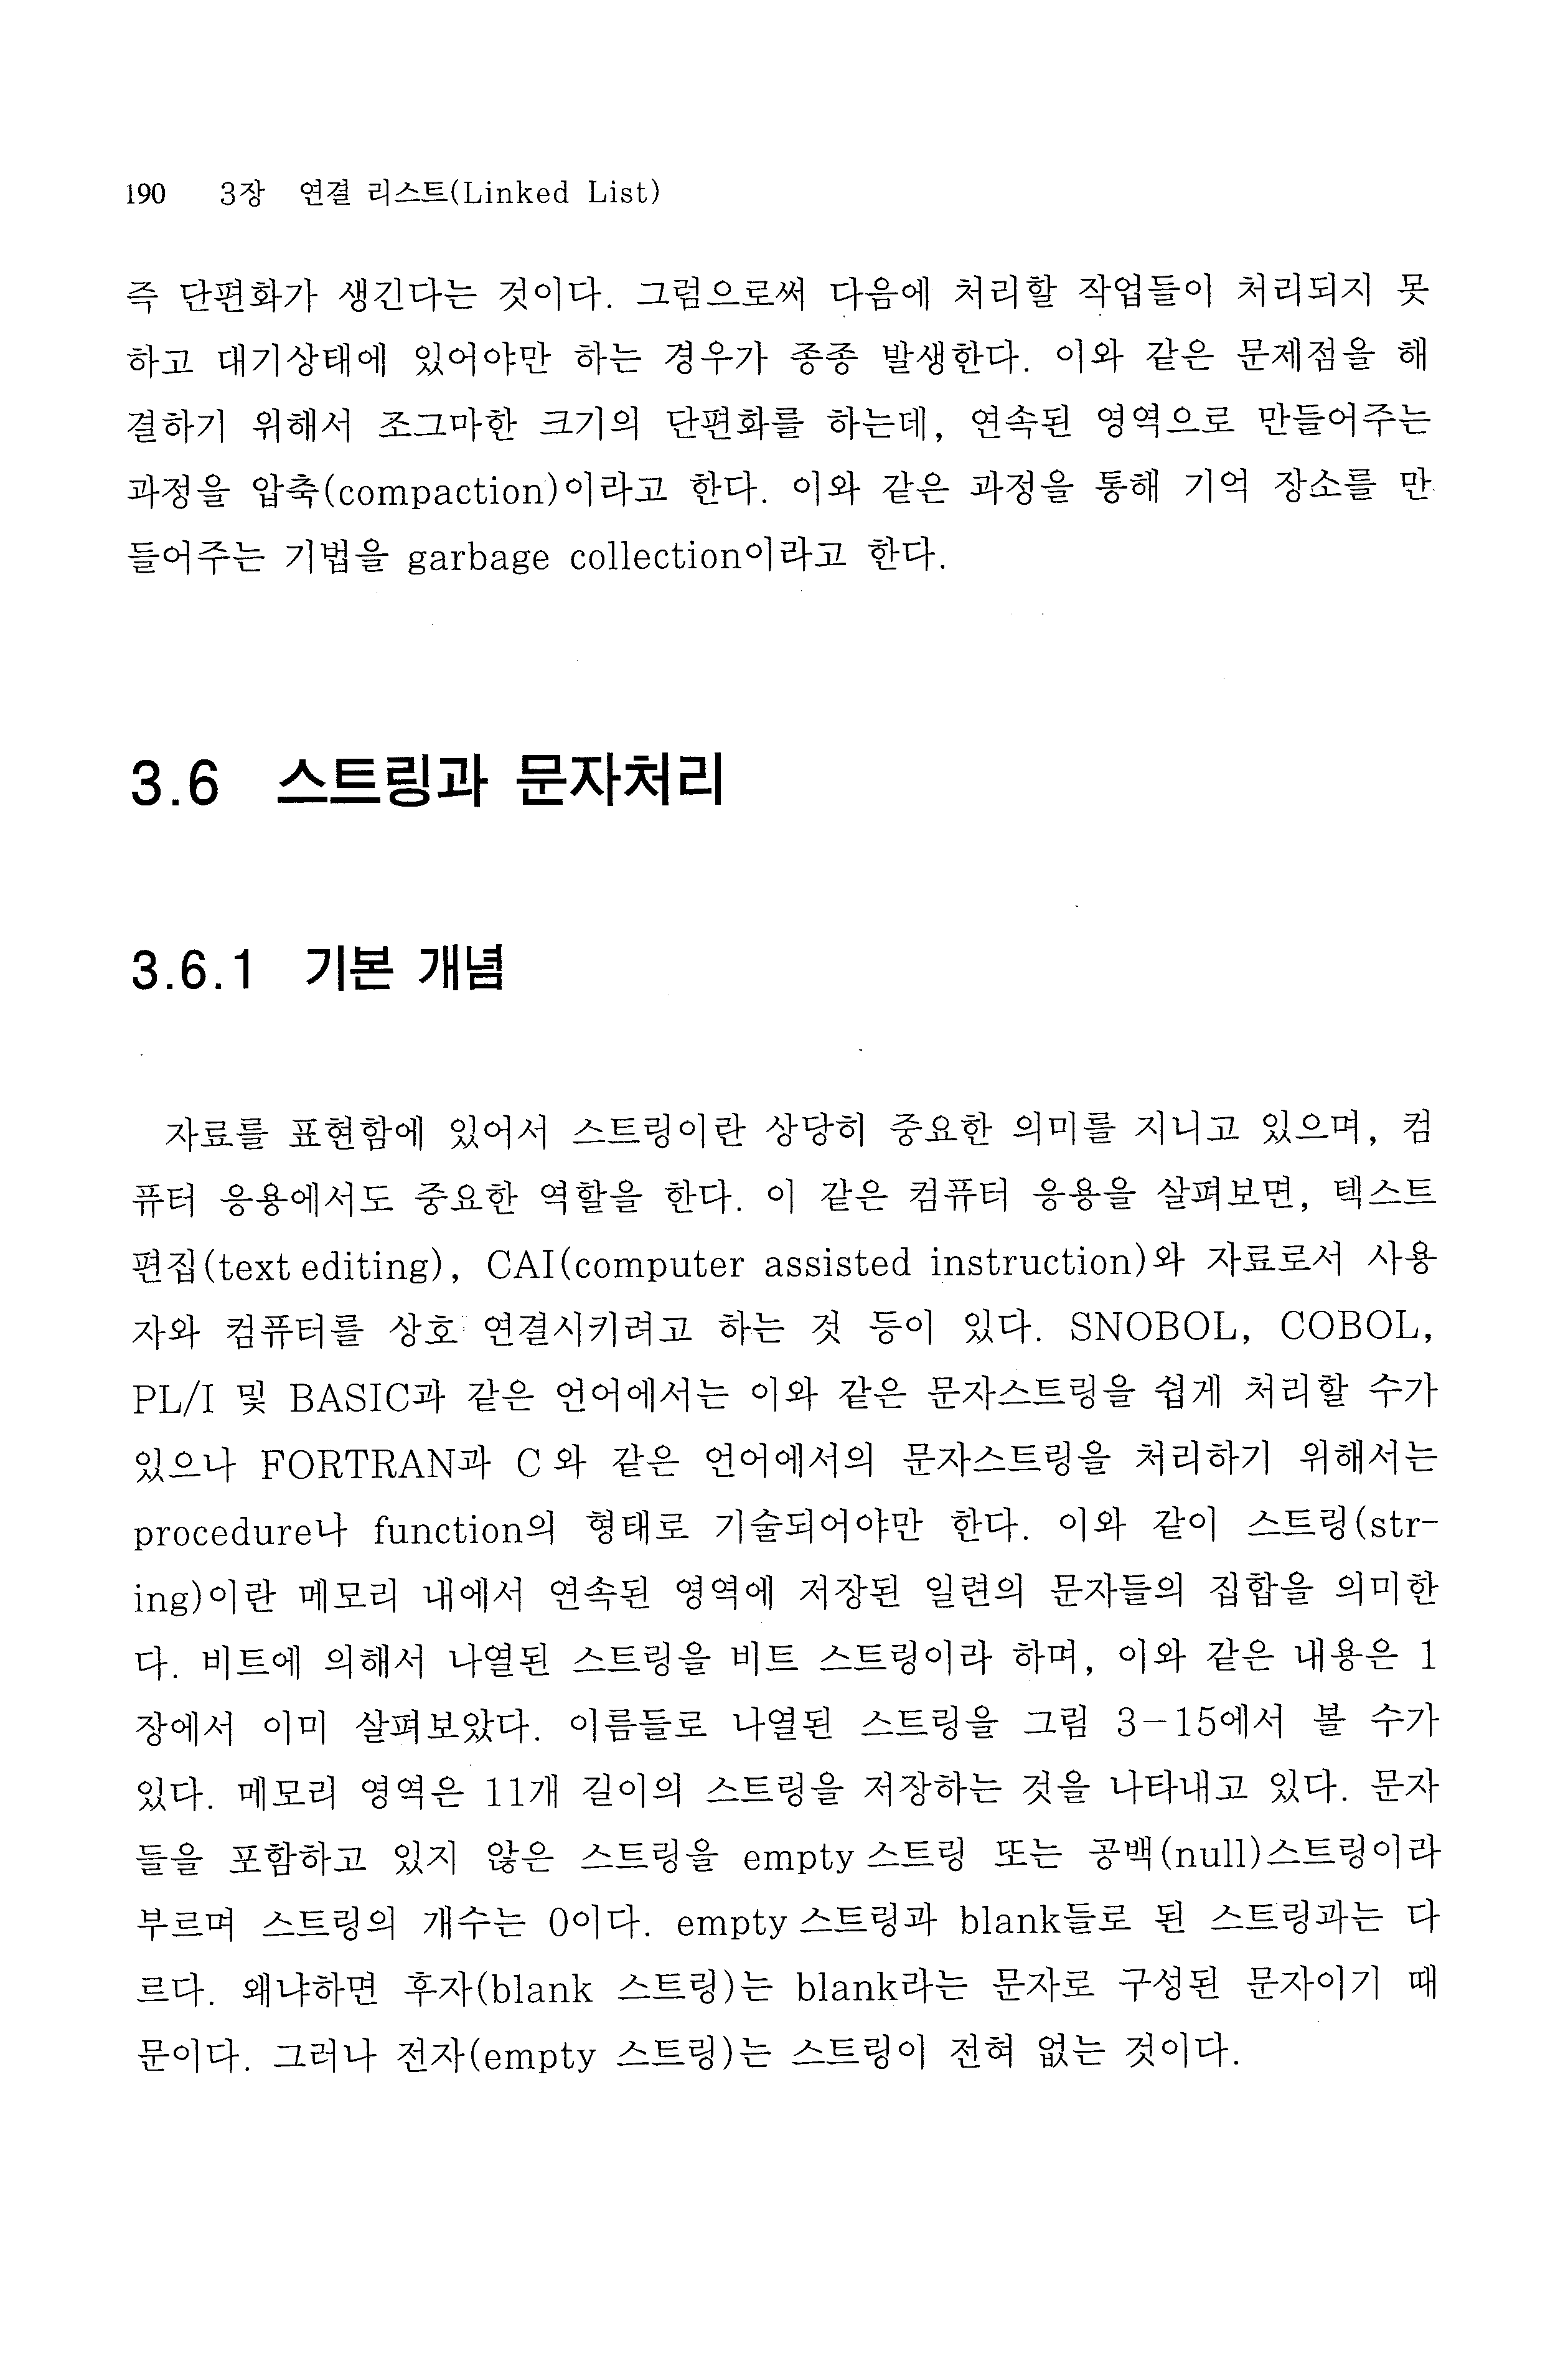 190 3장 연결 리스트(Linked List)
즉 단편화가 생긴다는 것이다. 그럼으로써 다음에 처리할 작업들이 처리되지 못
하고 대기상태에 있어야만 하는 경우가 종종 발생한다. 이와 같은 문제점을 해
결하기 위해서 조그마한 크기의 단편화를 하는데, 연속된 영역으로 만들어주는
과정을 압축(compaction)이라고 한다. 이와 같은 과정을 통해 기억 장소를 만
들어주는 기법을 garbage collection이라고 한다.
3.6 스트링과 문자처리
3.6.1 기본 개념
자료를 표현함에 있어서 스트링이란 상당히 중요한 의미를 지니고 있으며, 컴
퓨터 응용에서도 중요한 역할을 한다. 이 같은 컴퓨터 응용을 살펴보면, 텍스트
편집(text editing), CAI(computer assisted instruction)와 자료로서 사용
자와 컴퓨터를 상호 연결시키려고 하는 것 등이 있다. SNOBOL, COBOL,
PL/I 및 BASIC과 같은 언어에서는 이와 같은 문자스트링을 쉽게 처리할 수가
있으나 FORTRAN과 C와 같은 언어에서의 문자스트링을 처리하기 위해서는
procedure나 function의 형태로 기술되어야만 한다. 이와 같이 스트링(str-
ing)이란 메모리 내에서 연속된 영역에 저장된 일련의 문자들의 집합을 의미한
다. 비트에 의해서 나열된 스트링을 비트 스트링이라 하며, 이와 같은 내용은 1
장에서 이미 살펴보았다. 이름들로 나열된 스트링을 그림 3-15에서 볼 수가
있다. 메모리 영역은 11개 길이의 스트링을 저장하는 것을 나타내고 있다. 문자
들을 포함하고 있지 않은 스트링을 empty 스트링 또는 공백(null)스트링이라
부르며 스트링의 개수는 0이다. empty 스트링과 blank들로 된 스트링과는 다
르다. 왜냐하면 후자(blank 스트링)는 blank라는 문자로 구성된 문자이기 때
문이다. 그러나 전자(empty 스트링)는 스트링이 전혀 없는 것이다.